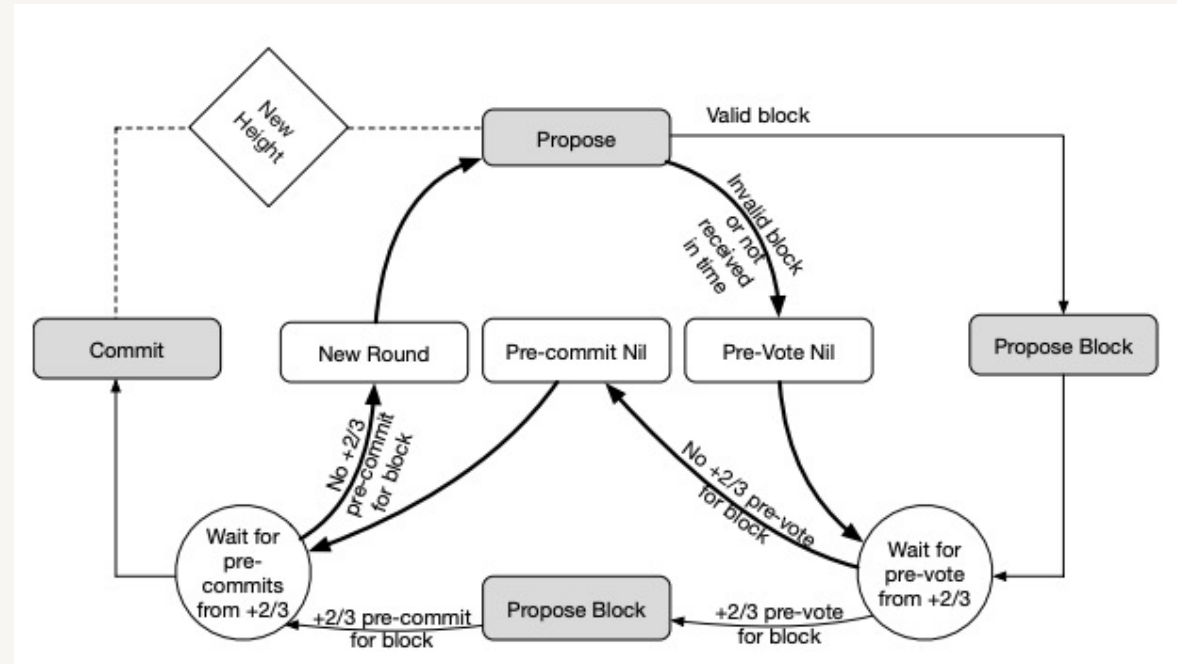 New
Height
Propose
Valid block
Invalid block
or not
received
in time
Commit
New Round
Pre-commit Nil
Pre-Vote Nil
Propose Block
No +2/3
pre-commit
for block
No +2/3 pre-vote
for block
Wait for
pre-
commits
from +2/3
Wait for
pre-vote
from +2/3
+2/3 pre-commit
for block
Propose Block
+2/3 pre-vote
for block